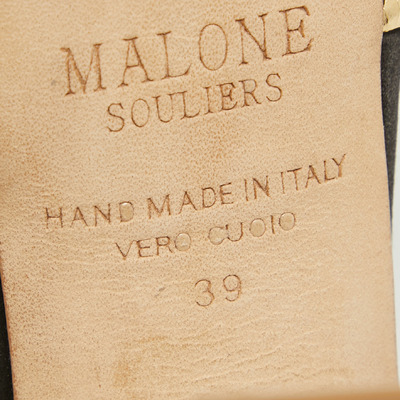 MALONE
SOULIERS
HAND MADE IN ITALY
VERO CUOIO
39